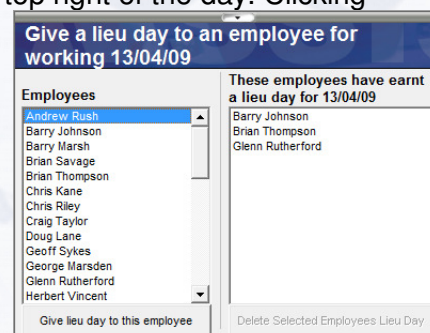 top right of the day. Clicking
Give a lieu day to an employee for
working 13/04/09
Employees
Andrew Rush
Barry Johnson
Barry Marsh
Brian Savage
Brian Thompson
Chris Kane
Chris Riley
Craig Taylor
Doug Lane
Geoff Sykes
George Marsden
Glenn Rutherford
Herbert Vincent
Give lieu day to this employee
These employees have earnt
a lieu day for 13/04/09
Barry Johnson
Brian Thompson
Glenn Rutherford
Delete Selected Employees Lieu Day